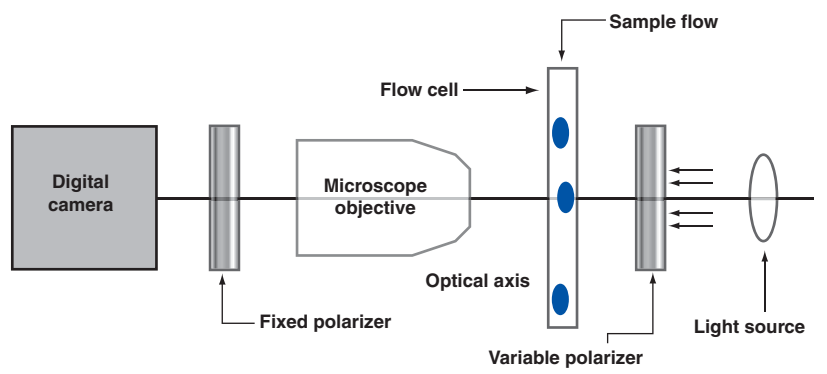 Sample flow
Flow cell
Digital
camera
Microscope
objective
Optical axis
Fixed polarizer
Light source
Variable polarizer